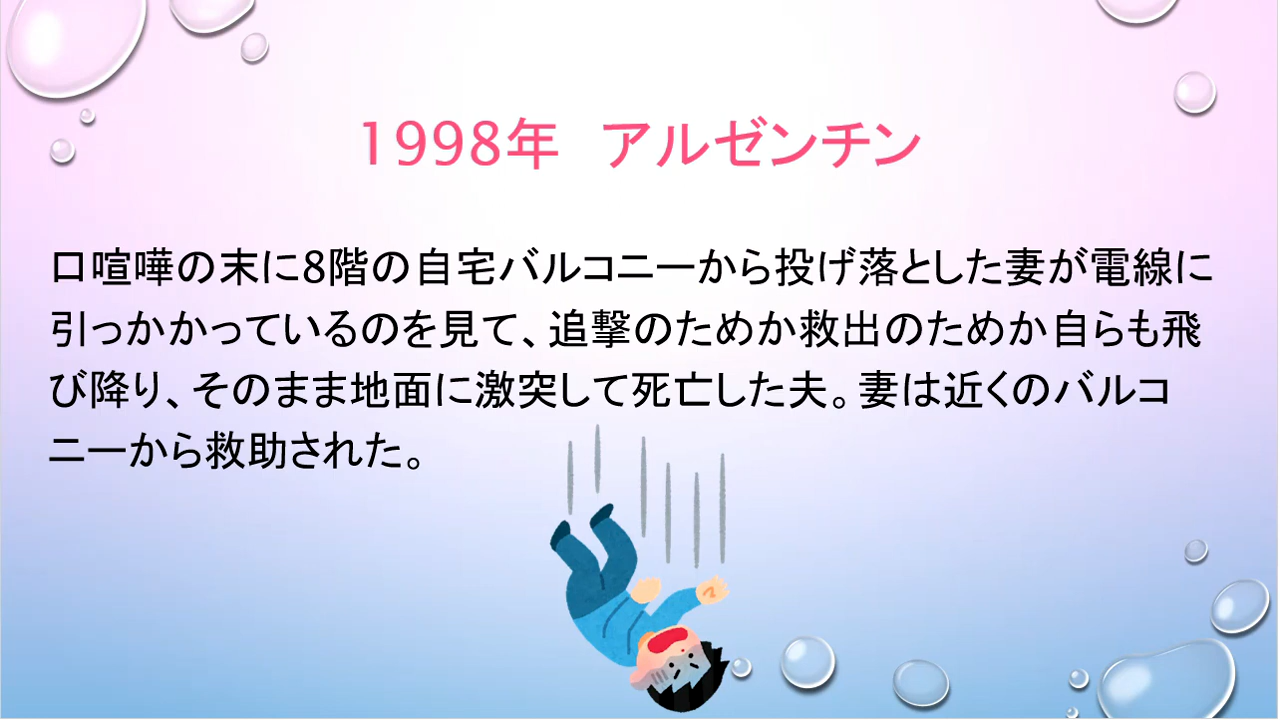 1998年　アルゼンチン
口喧嘩の末に8階の自宅バルコニーから投げ落とした妻が電線に
引っかかっているのを見て、追撃のためか救出のためか自らも飛
び降り、そのまま地面に激突して死亡した夫。妻は近くのバルコ
ニーから救助された。